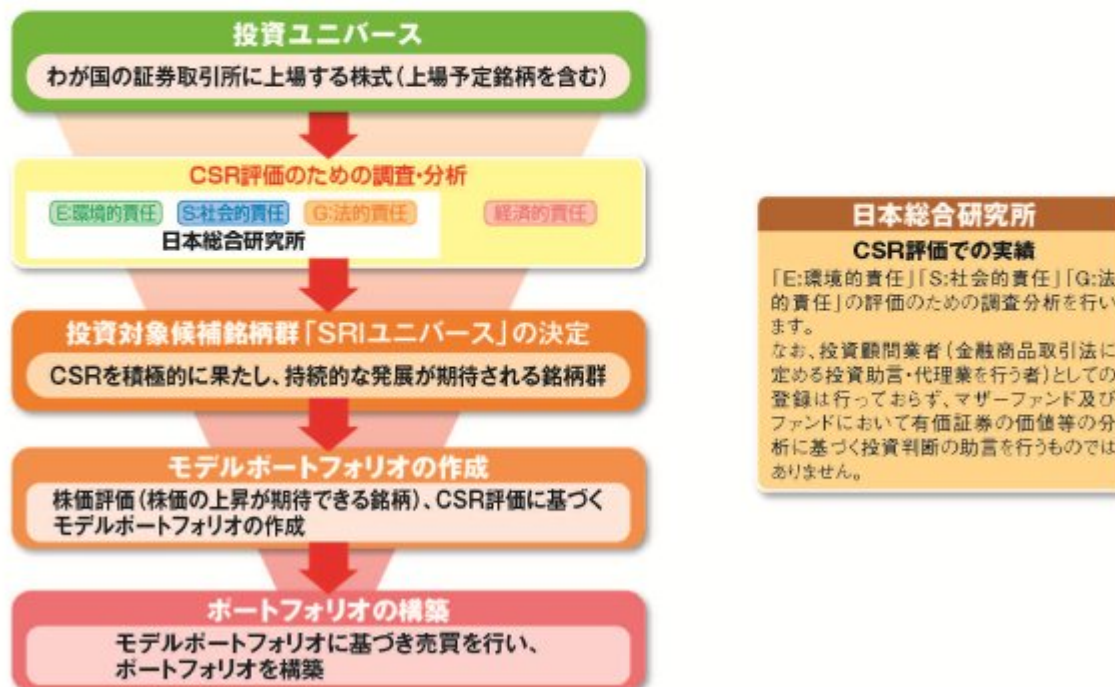 投資ユニバース
わが国の証券取引所に上場する株式(上場予定銘柄を含む)
CSR評価のための調査・分析
E:環境的責任 S:社会的責任 G:法的責任 経済的責任
日本総合研究所
投資対象候補銘柄群「SRIユニバース」の決定
CSRを積極的に果たし、持続的な発展が期待される銘柄群
モデルポートフォリオの作成
株価評価(株価の上昇が期待できる銘柄)、CSR評価に基づく
モデルポートフォリオの作成
ポートフォリオの構築
モデルポートフォリオに基づき売買を行い、
ポートフォリオを構築
日本総合研究所
CSR評価での実績
「E:環境的責任」「S:社会的責任」「G:法
的責任」の評価のための調査分析を行い
ます。
なお、投資顧問業者(金融商品取引法に
定める投資助言・代理業を行う者)としての
登録は行っておらず、マザーファンド及び
ファンドにおいて有価証券の価値等の分
析に基づく投資判断の助言を行うものでは
ありません。